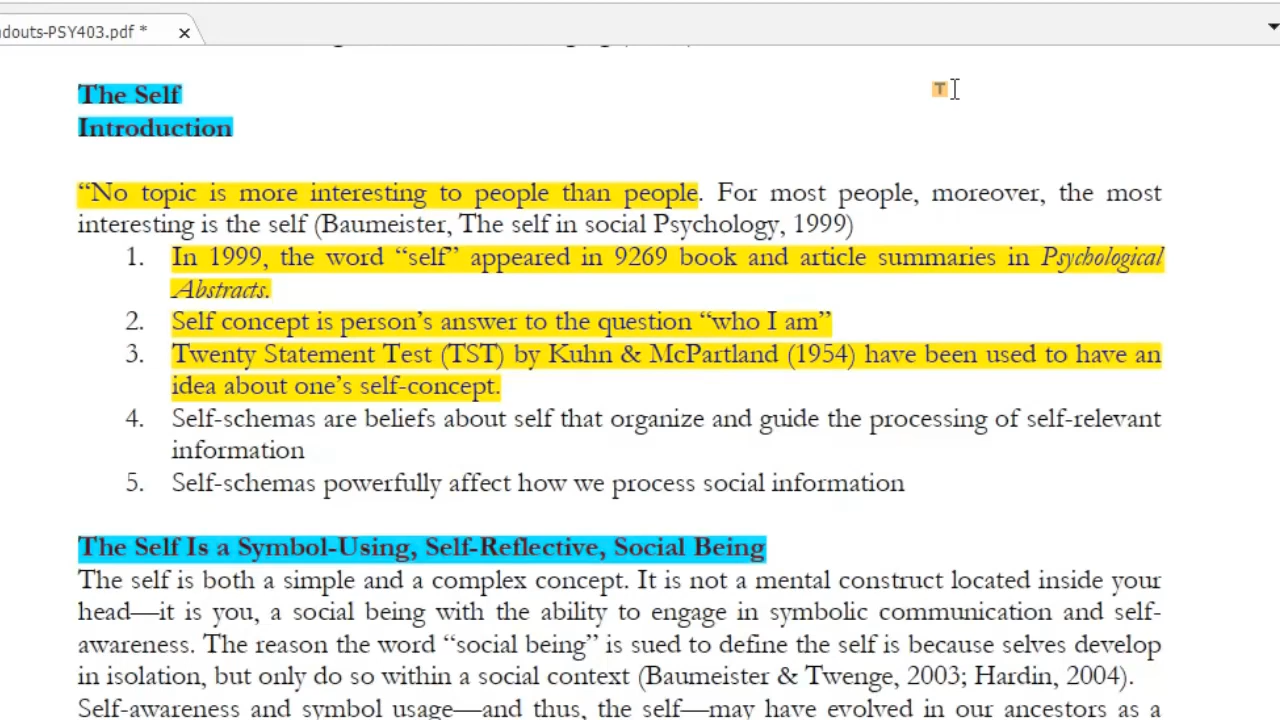 douts-PSY403.pdf *
The Self
Introduction
“No topic is more interesting to people than people. For most people, moreover, the most
interesting is the self (Baumeister, The self in social Psychology, 1999)
1. In 1999, the word “self” appeared in 9269 book and article summaries in Psychological
Abstracts.
2. Self concept is person’s answer to the question “who I am”
3. Twenty Statement Test (TST) by Kuhn & McPartland (1954) have been used to have an
idea about one’s self-concept.
4. Self-schemas are beliefs about self that organize and guide the processing of self-relevant
information
5. Self-schemas powerfully affect how we process social information
The Self Is a Symbol-Using, Self-Reflective, Social Being
The self is both a simple and a complex concept. It is not a mental construct located inside your
head—it is you, a social being with the ability to engage in symbolic communication and self-
awareness. The reason the word “social being” is sued to define the self is because selves develop
in isolation, but only do so within a social context (Baumeister & Twenge, 2003; Hardin, 2004).
Self-awareness and symbol usage—and thus, the self—may have evolved in our ancestors as a